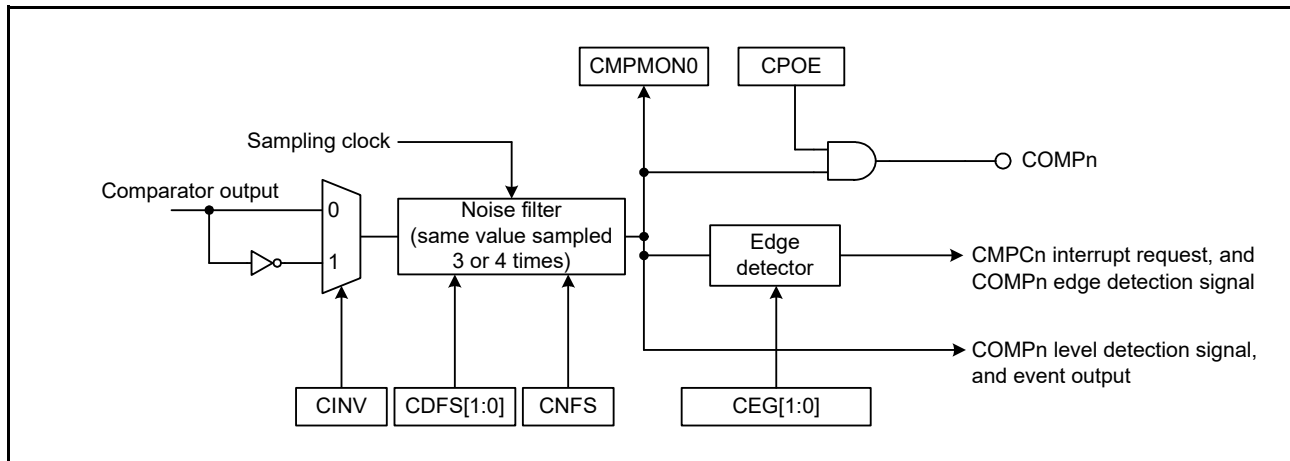 CMPMON0
CPOE
Sampling clock
COMPn
Comparator output
0
Noise filter
(same value sampled
3 or 4 times)
1
Edge
detector
CMPCn interrupt request, and
COMPn edge detection signal
COMPn level detection signal,
and event output
CINV
CDFS[1:0]
CNFS
CEG[1:0]